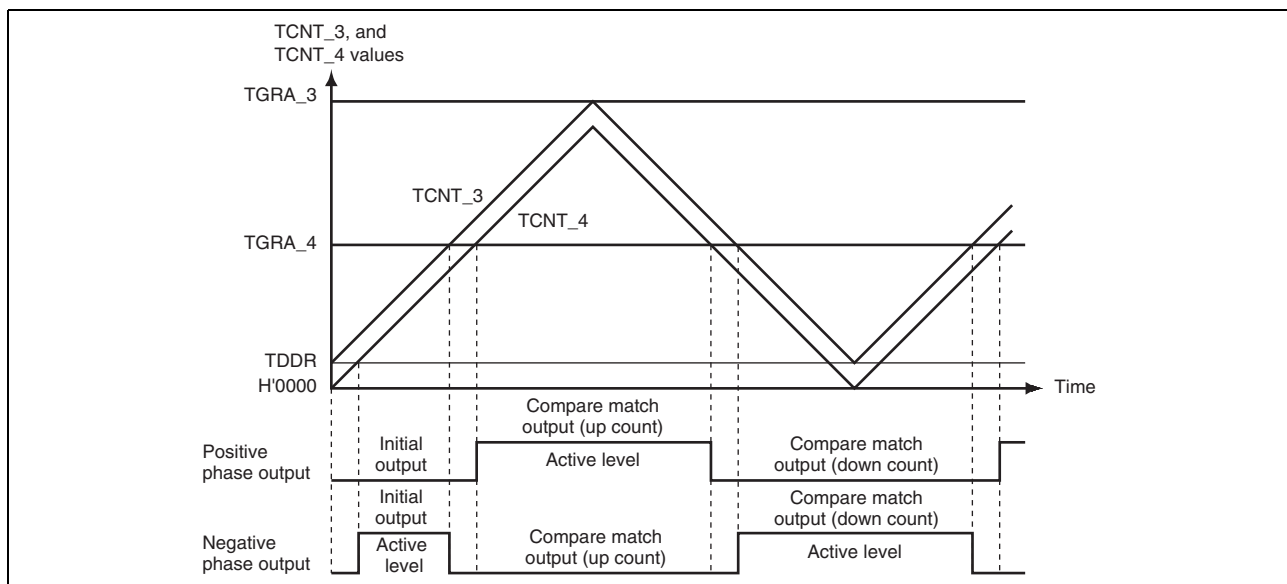 TCNT_3, and
TCNT_4 values
TGRA_3
TCNT_3
TCNT_4
TGRA_4
TDDR
H'0000
Time
Compare match
output (up count)
Positive
phase output
Initial
output
Active level
Compare match
output (down count)
Initial
output
Compare match
output (down count)
Negative
phase output
Active
level
Compare match
output (up count)
Active level